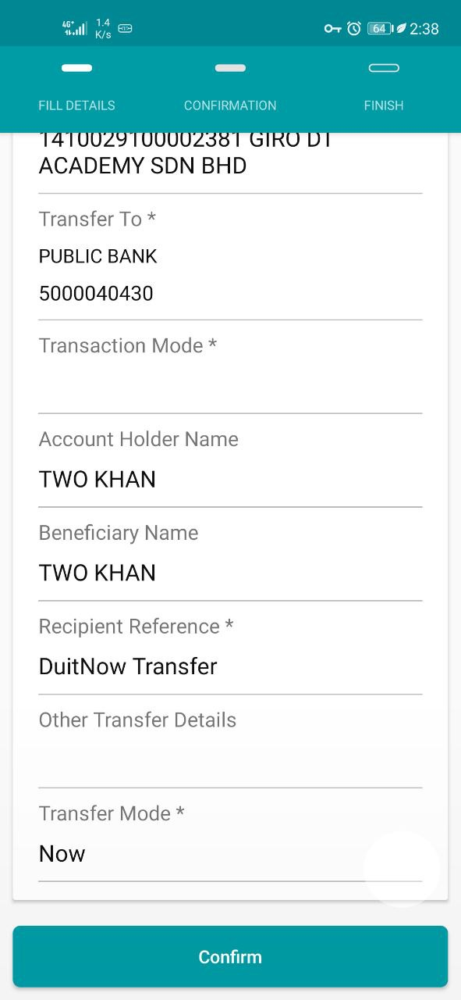 4G+
1.4
K/s
64
2:38
FILL DETAILS
CONFIRMATION
FINISH
1410029100002381 GIRO DT
ACADEMY SDN BHD
Transfer To *
PUBLIC BANK
5000040430
Transaction Mode *
Account Holder Name
TWO KHAN
Beneficiary Name
TWO KHAN
Recipient Reference *
DuitNow Transfer
Other Transfer Details
Transfer Mode *
Now
Confirm